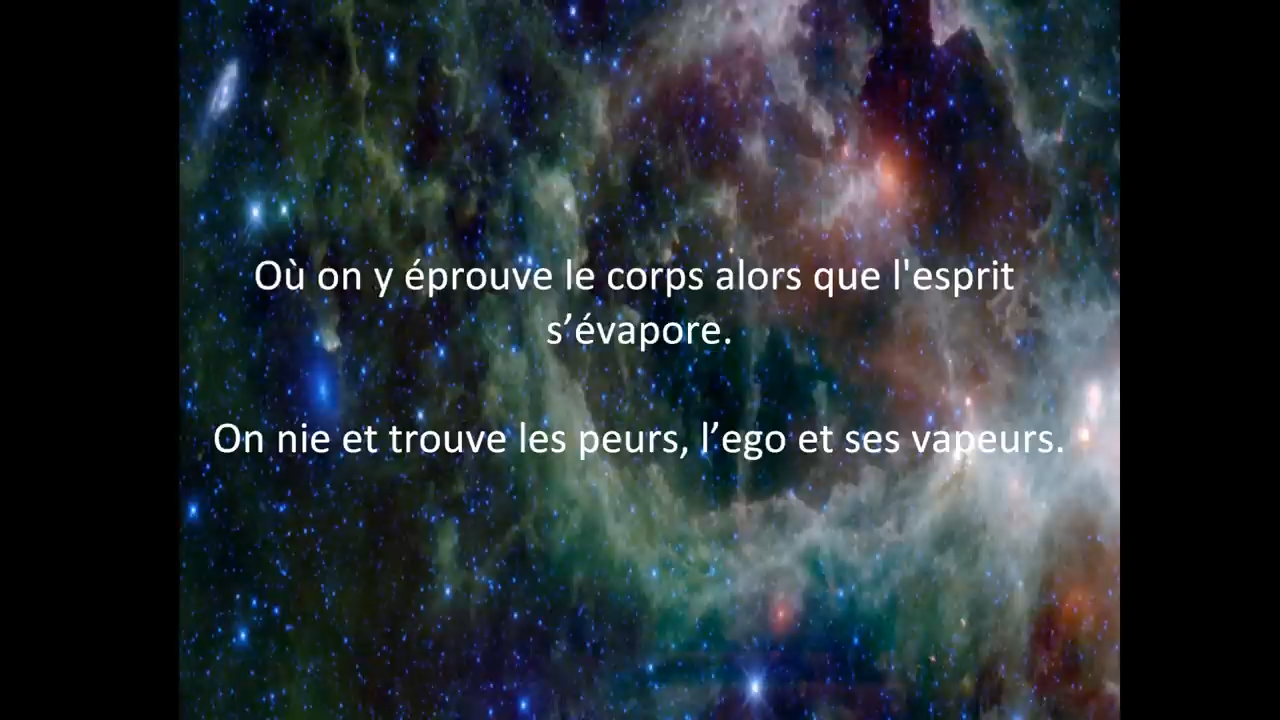 Où on y éprouve le corps alors que l'esprit
s’évapore.
On nie et trouve les peurs, l’ego et ses vapeurs.